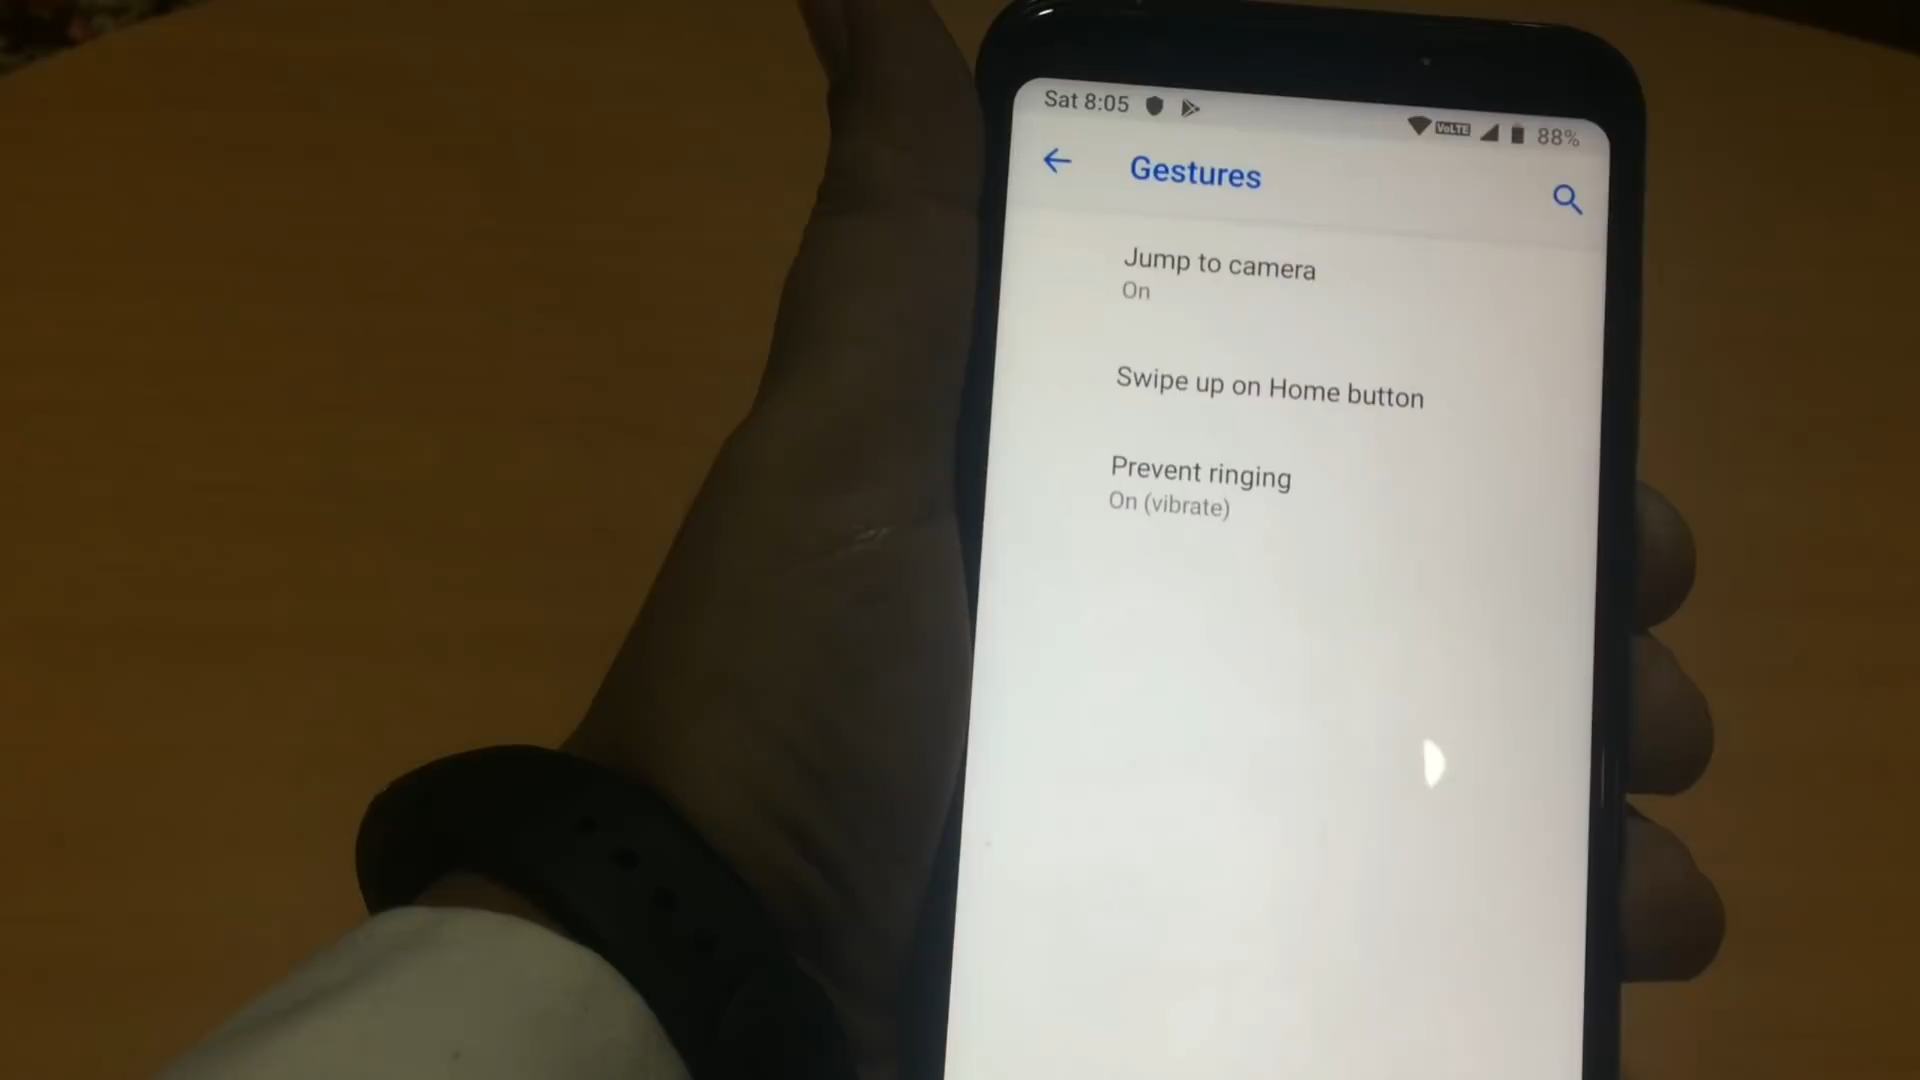 Sat 8:05
VoLTE
88%
Gestures
Jump to camera
On
Swipe up on Home button
Prevent ringing
On (vibrate)